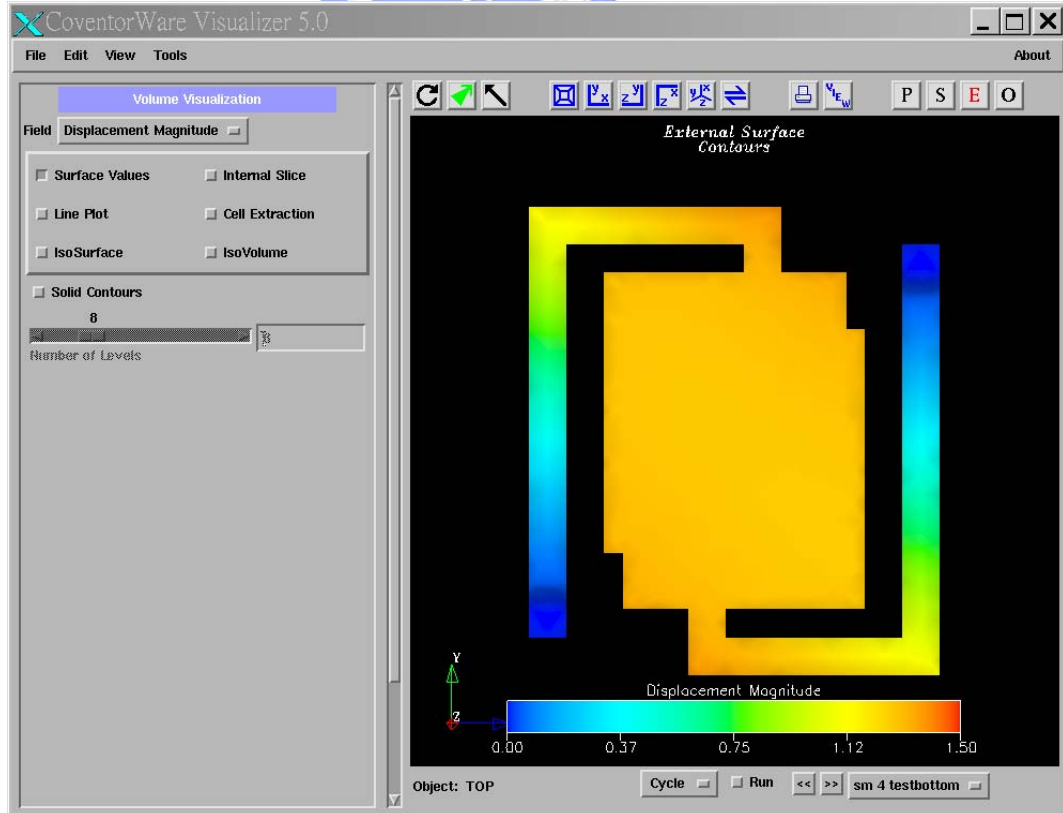 CoventorWare Visualizer 5.0
File Edit View Tools About
Volume Visualization
Field Displacement Magnitude
Surface Values Internal Slice
Line Plot Cell Extraction
IsoSurface IsoVolume
Solid Contours
8
8
Number of Levels
P S E O
VIEW
External Surface
Contours
Y
Z
Displacement Magnitude
0.00 0.37 0.75 1.12 1.50
Object: TOP Cycle Run << >> sm 4 testbottom